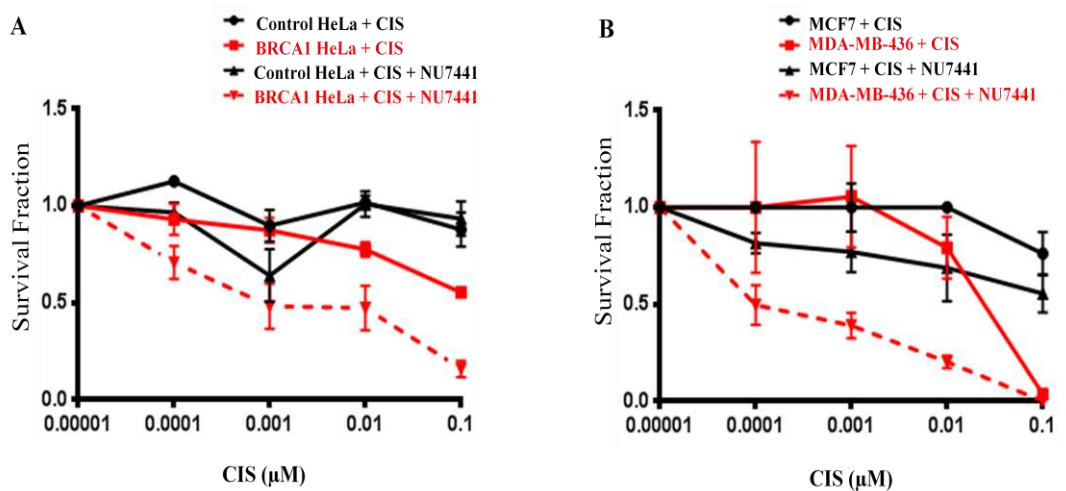 A
Control HeLa + CIS
BRCA1 HeLa + CIS
Control HeLa + CIS + NU7441
BRCA1 HeLa + CIS + NU7441
Survival Fraction
1.5
1.0
0.5
0.0
0.00001 0.0001 0.001 0.01 0.1
CIS (µM)
B
MCF7 + CIS
MDA-MB-436 + CIS
MCF7 + CIS + NU7441
MDA-MB-436 + CIS + NU7441
Survival Fraction
1.5
1.0
0.5
0.0
0.00001 0.0001 0.001 0.01 0.1
CIS (µM)